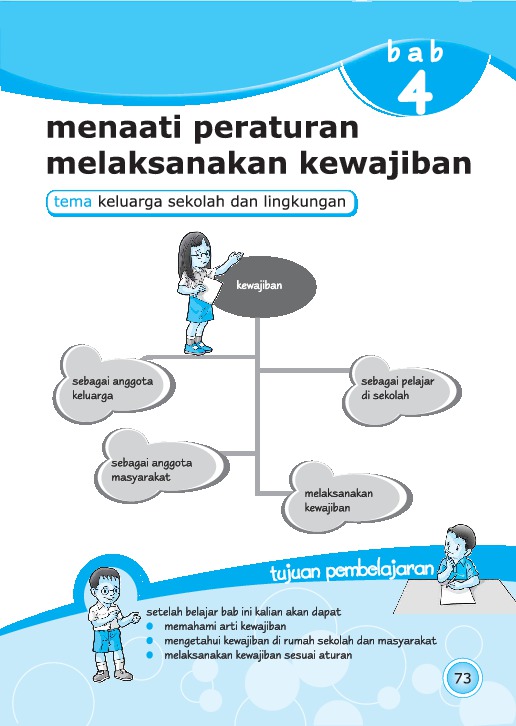 bab
4
menaati peraturan
melaksanakan kewajiban
tema keluarga sekolah dan lingkungan
kewajiban
sebagai anggota
keluarga
sebagai pelajar
di sekolah
sebagai anggota
masyarakat
melaksanakan
kewajiban
tujuan pembelajaran
setelah belajar bab ini kalian akan dapat
● memahami arti kewajiban
● mengetahui kewajiban di rumah sekolah dan masyarakat
● melaksanakan kewajiban sesuai aturan
73